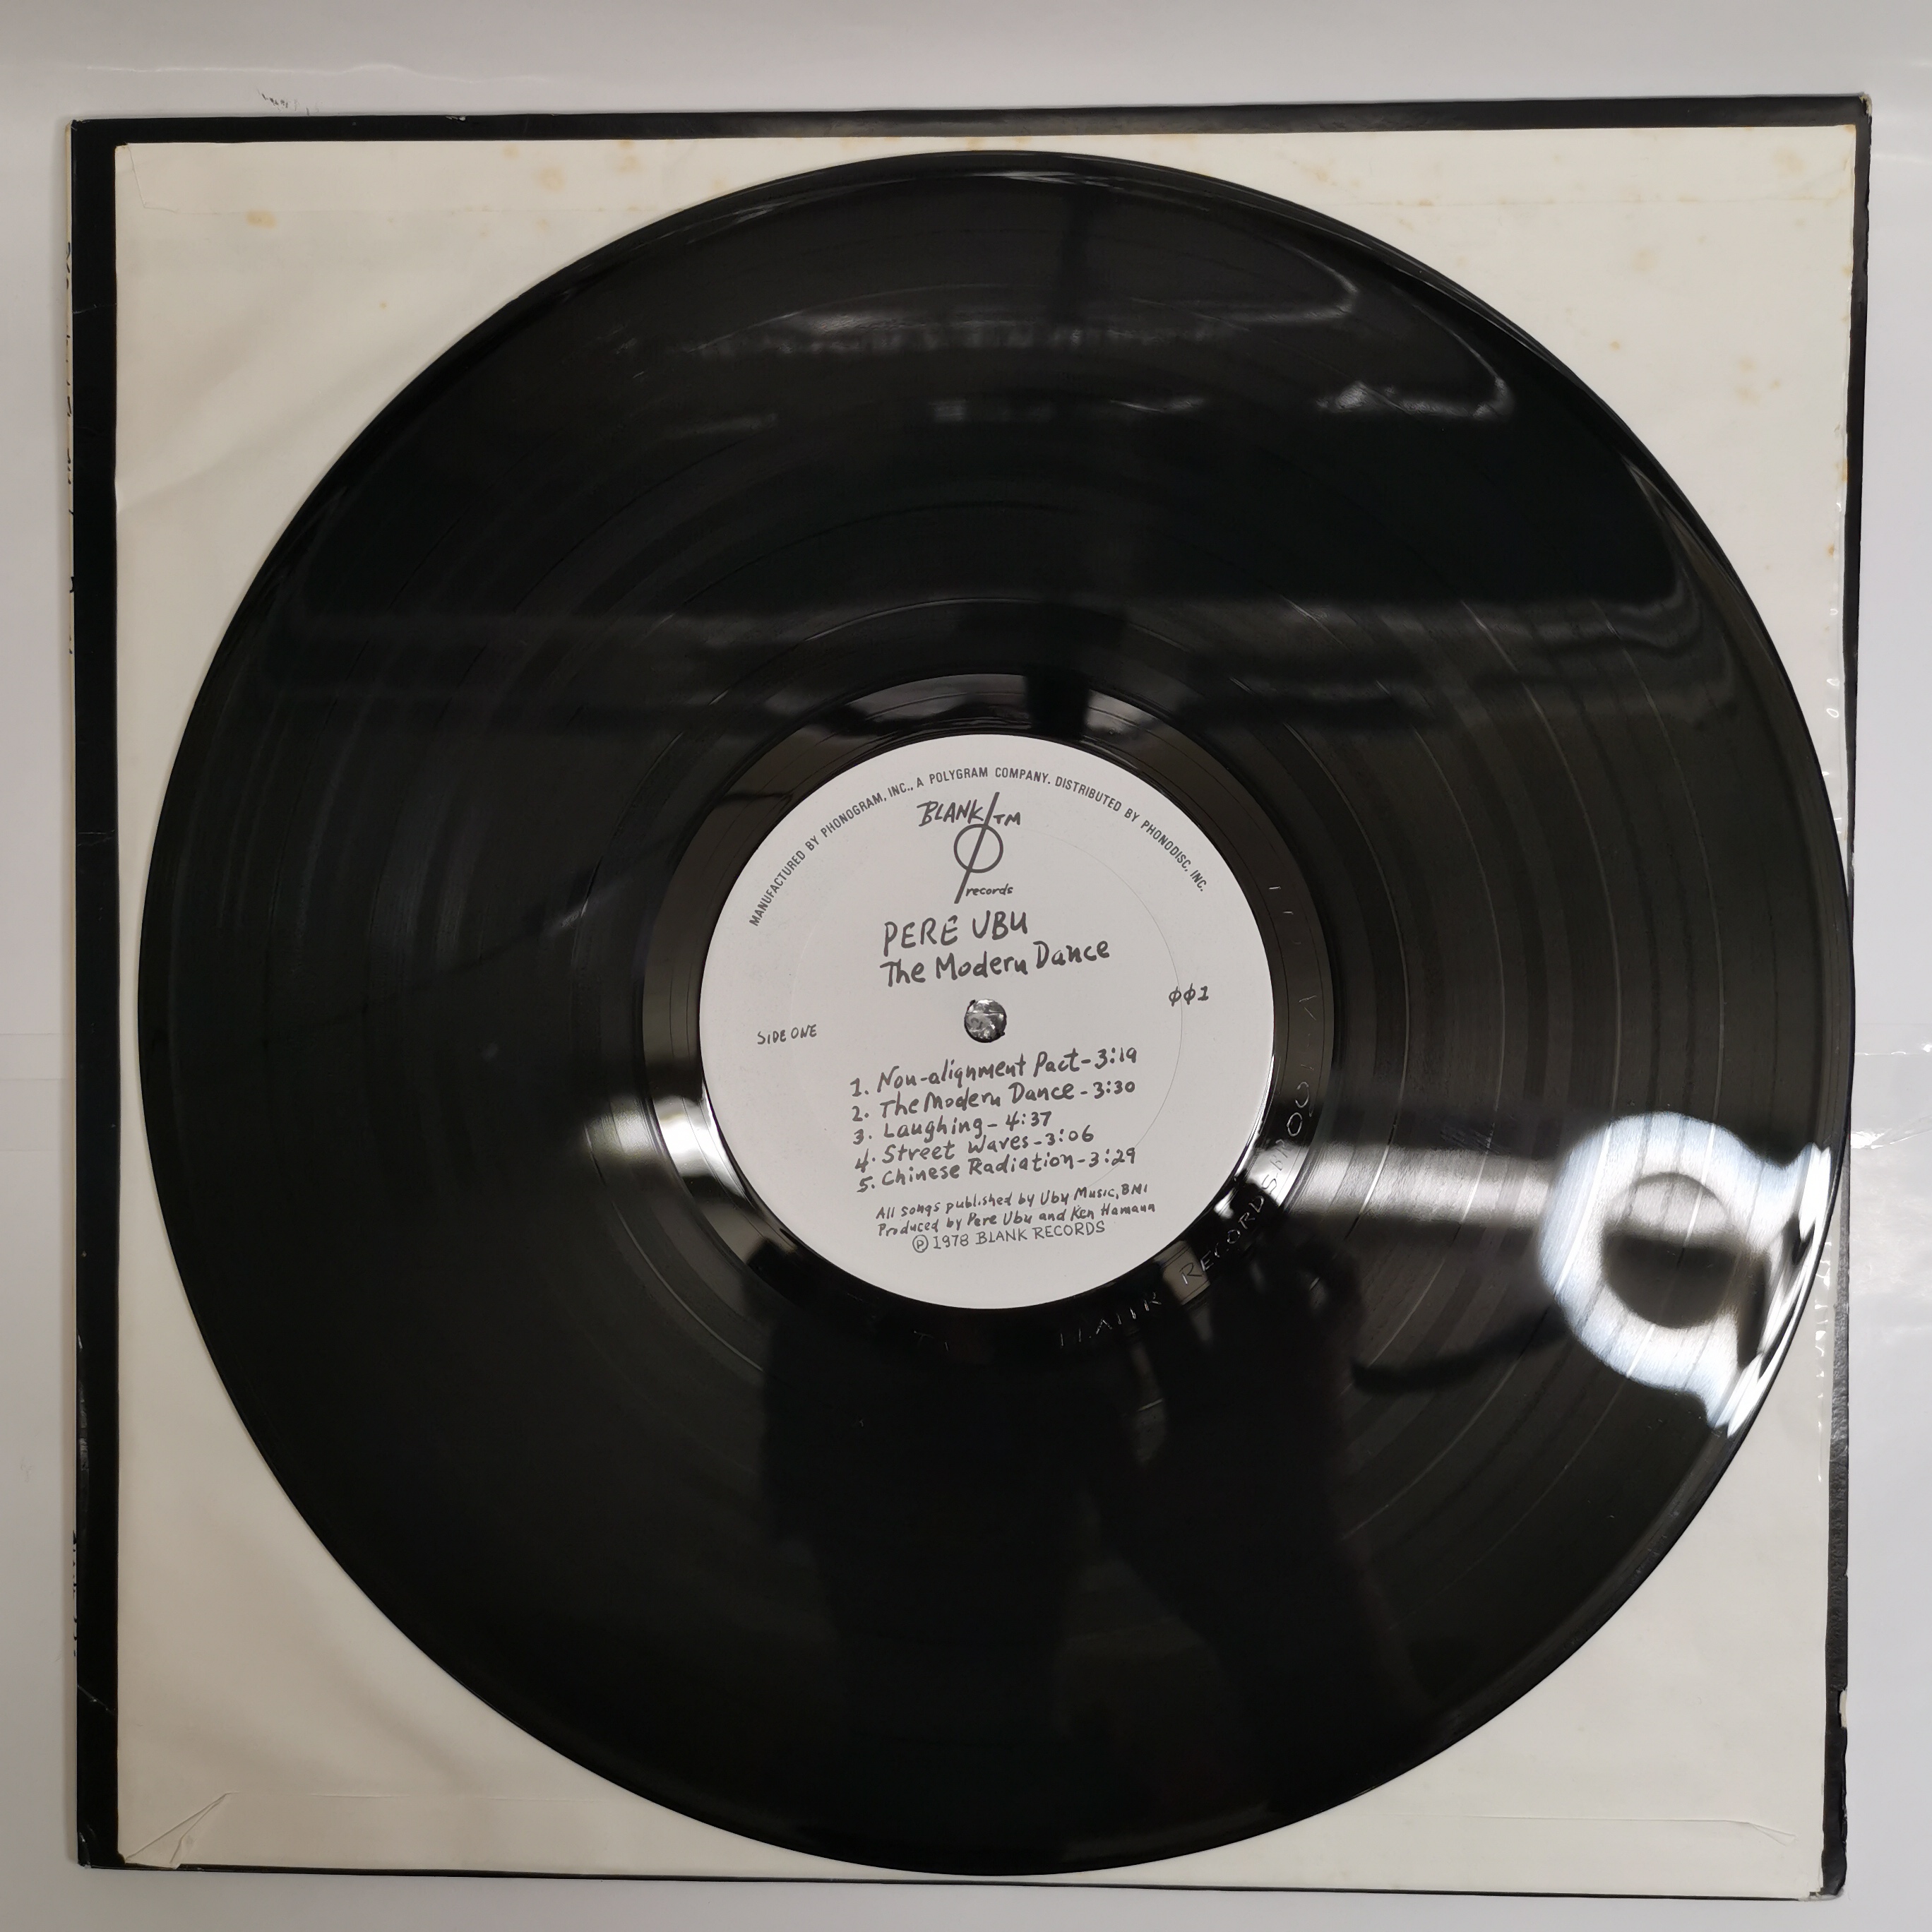 MANUFACTURED BY PHONOGRAM, INC., A POLYGRAM COMPANY. DISTRIBUTED BY PHONODISC, INC.
BLANK TM
records
PERE UBU
The Modern Dance
ΦΦ1
SIDE ONE
1. Non-alignment Pact-3:19
2. The Modern Dance-3:30
3. Laughing-4:37
4. Street Waves-3:06
5. Chinese Radiation-3:29
All songs published by Ubu Music, BMI
Produced by Pere Ubu and Ken Hamann
Ⓟ 1978 BLANK RECORDS
RECORDS